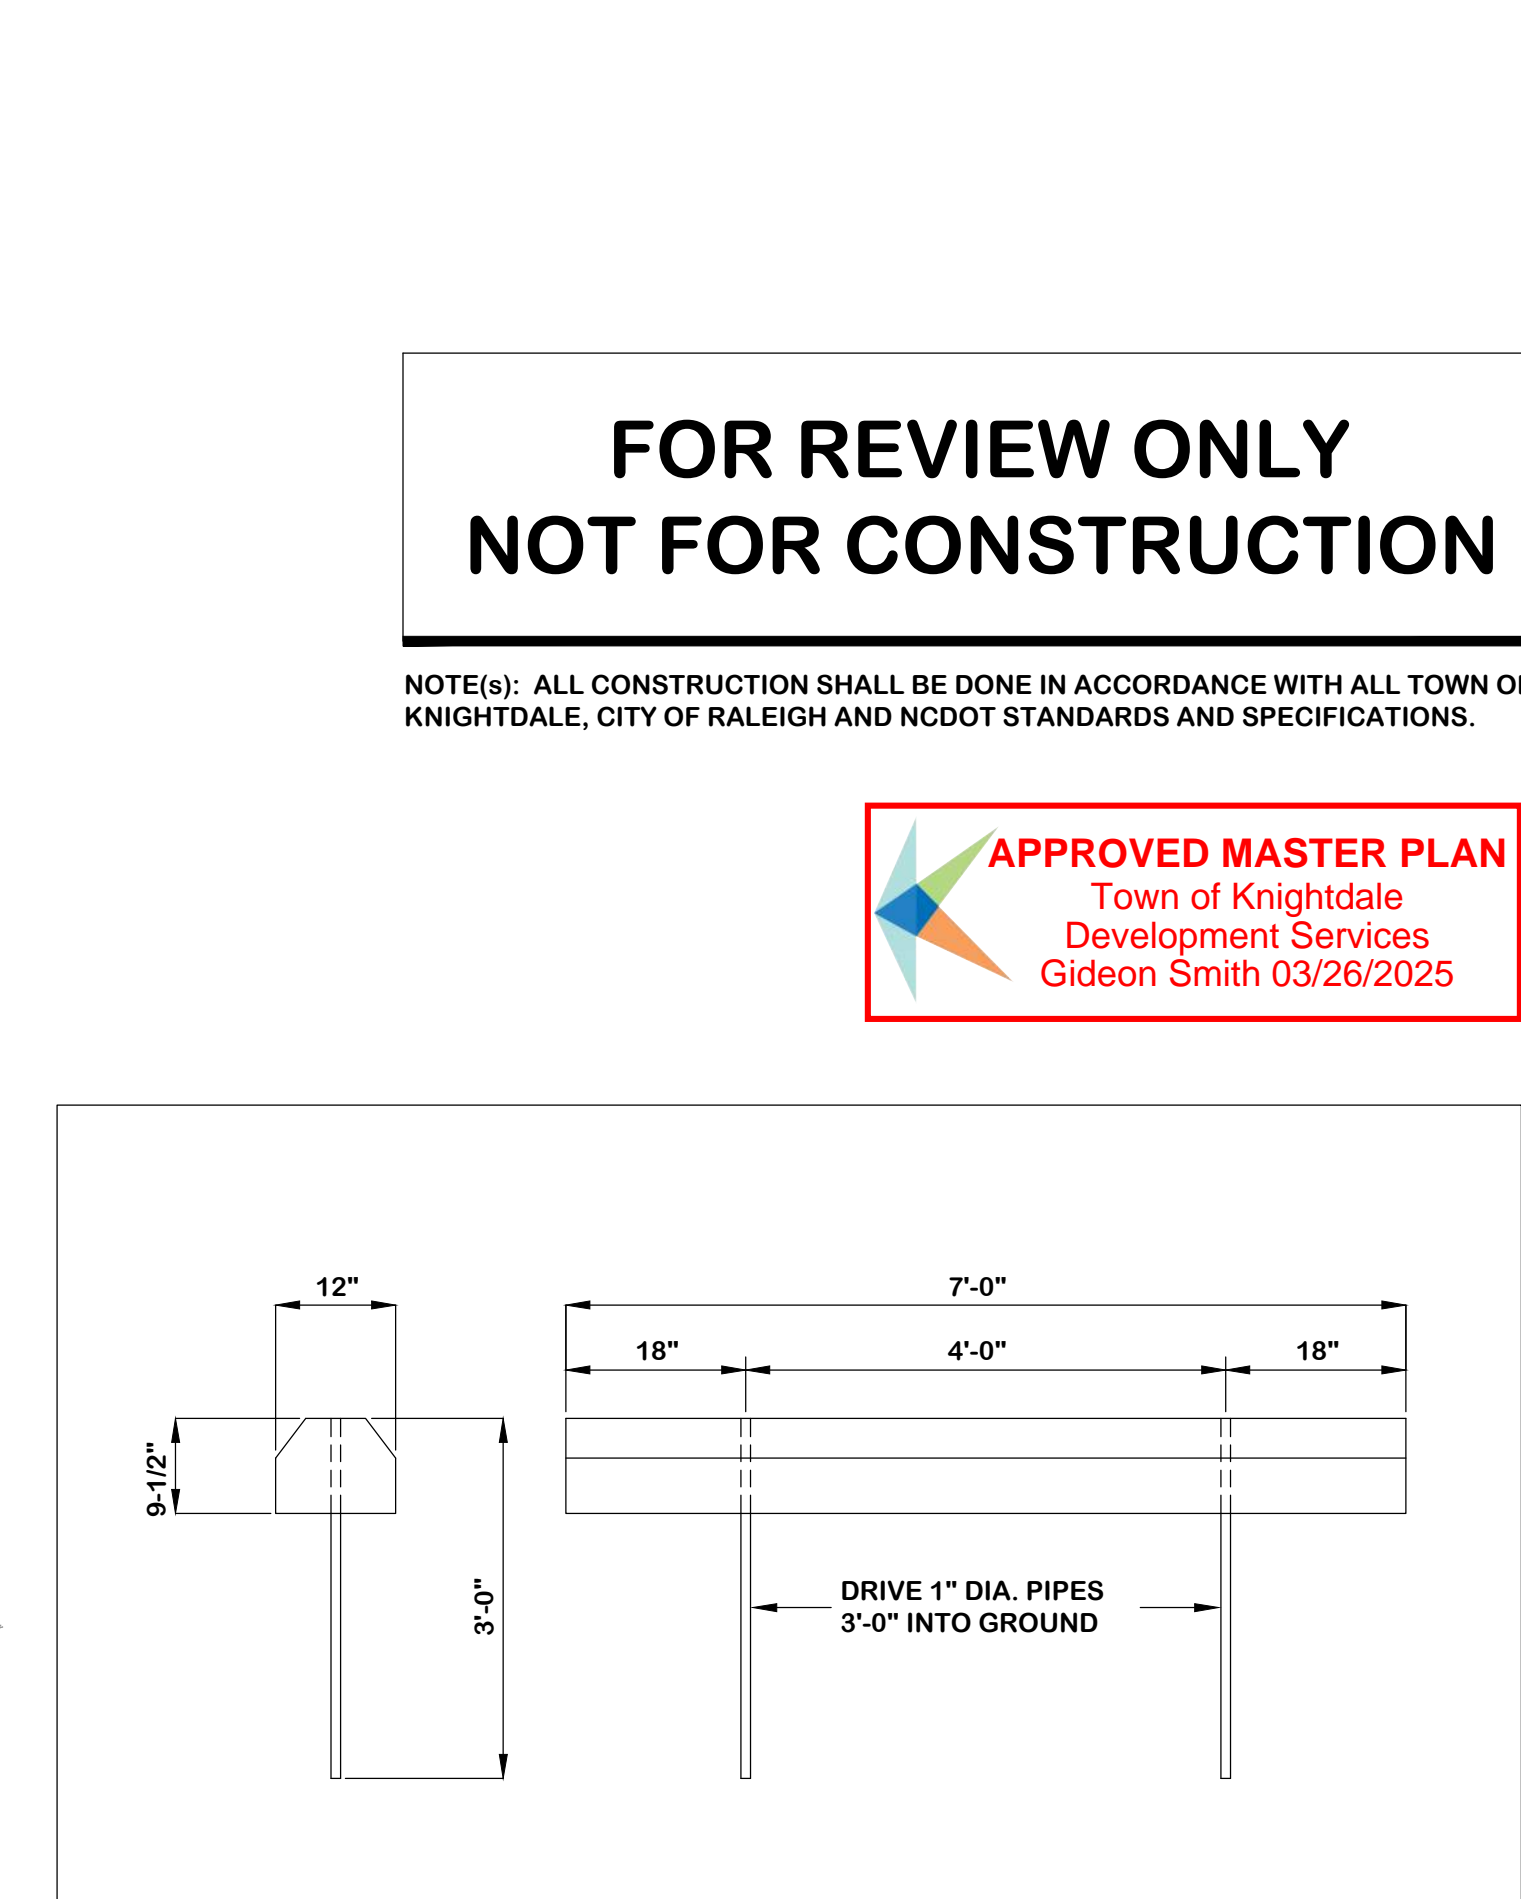 FOR REVIEW ONLY
NOT FOR CONSTRUCTION
NOTE(s): ALL CONSTRUCTION SHALL BE DONE IN ACCORDANCE WITH ALL TOWN
KNIGHTDALE, CITY OF RALEIGH AND NCDOT STANDARDS AND SPECIFICATIONS.
APPROVED MASTER PLAN
Town of Knightdale
Development Services
Gideon Smith 03/26/2025
12"
7'-0"
18"
4'-0"
18"
9-1/2"
3'-0"
DRIVE 1" DIA. PIPES
3'-0" INTO GROUND